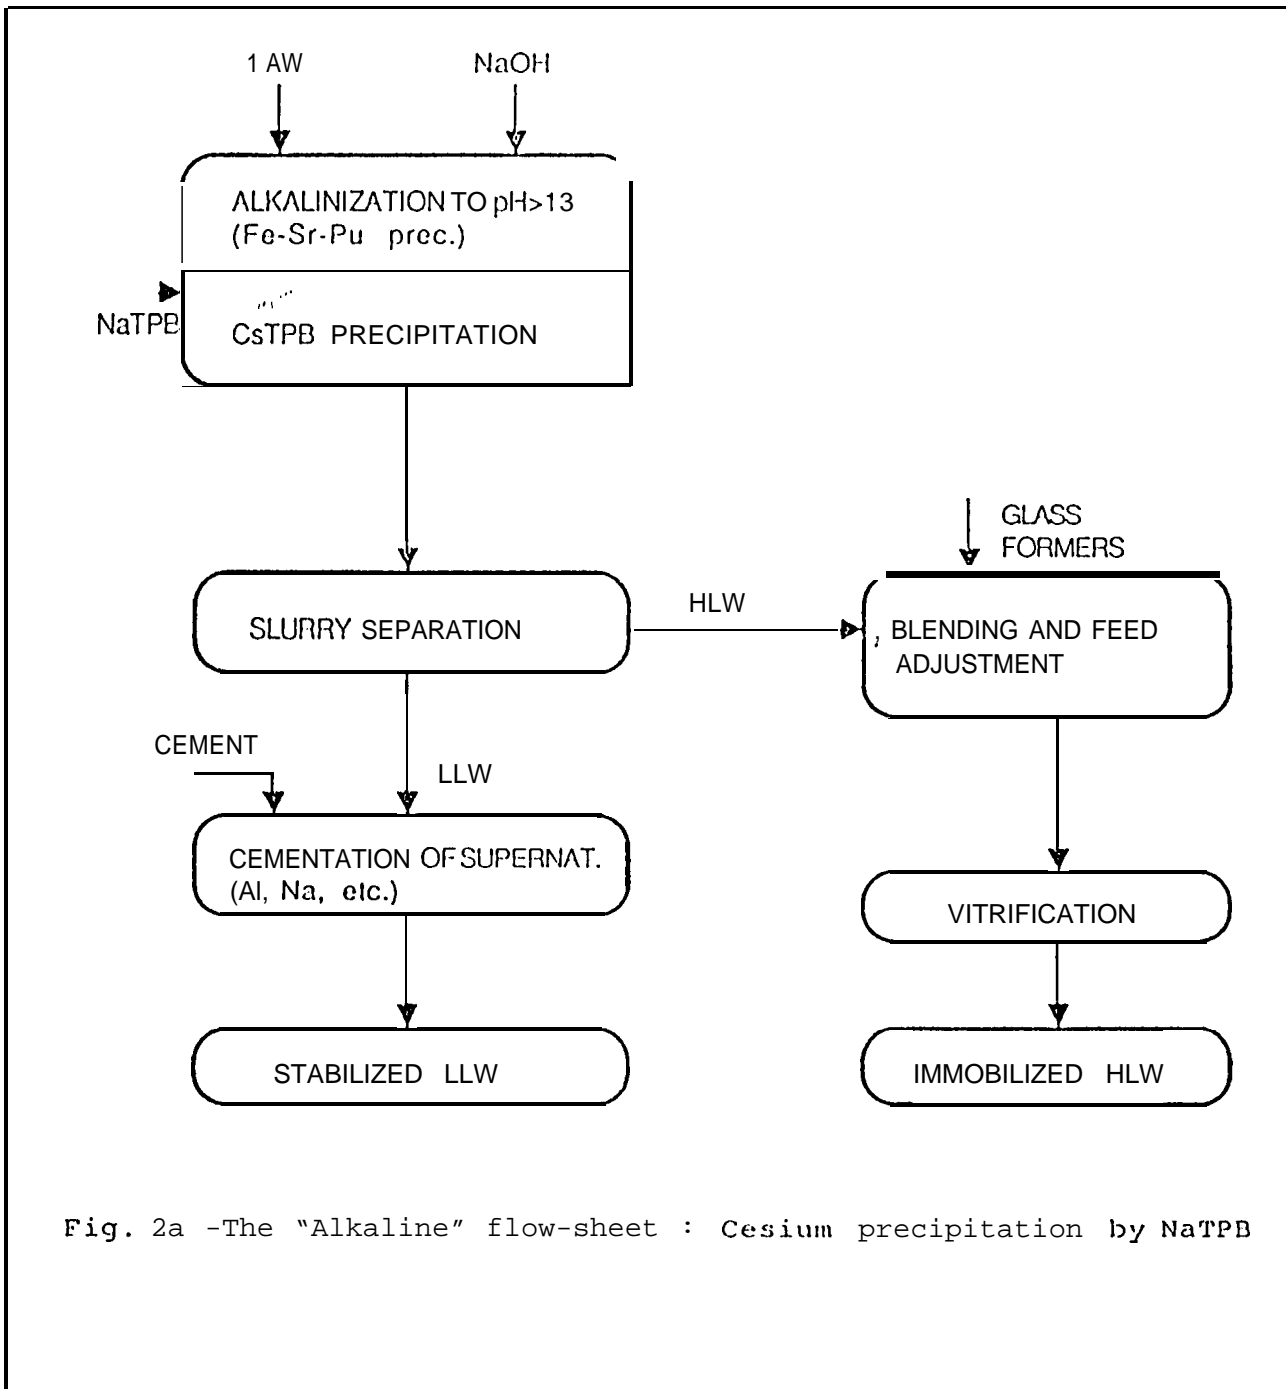 1 AW
NaOH
ALKALINIZATION TO pH>13
(Fe-Sr-Pu prec.)
NaTPB
CsTPB PRECIPITATION
GLASS
FORMERS
SLURRY SEPARATION
HLW
BLENDING AND FEED
ADJUSTMENT
CEMENT
LLW
CEMENTATION OF SUPERNAT.
(Al, Na, etc.)
VITRIFICATION
STABILIZED LLW
IMMOBILIZED HLW
Fig. 2a -The “Alkaline” flow-sheet : Cesium precipitation by NaTPB